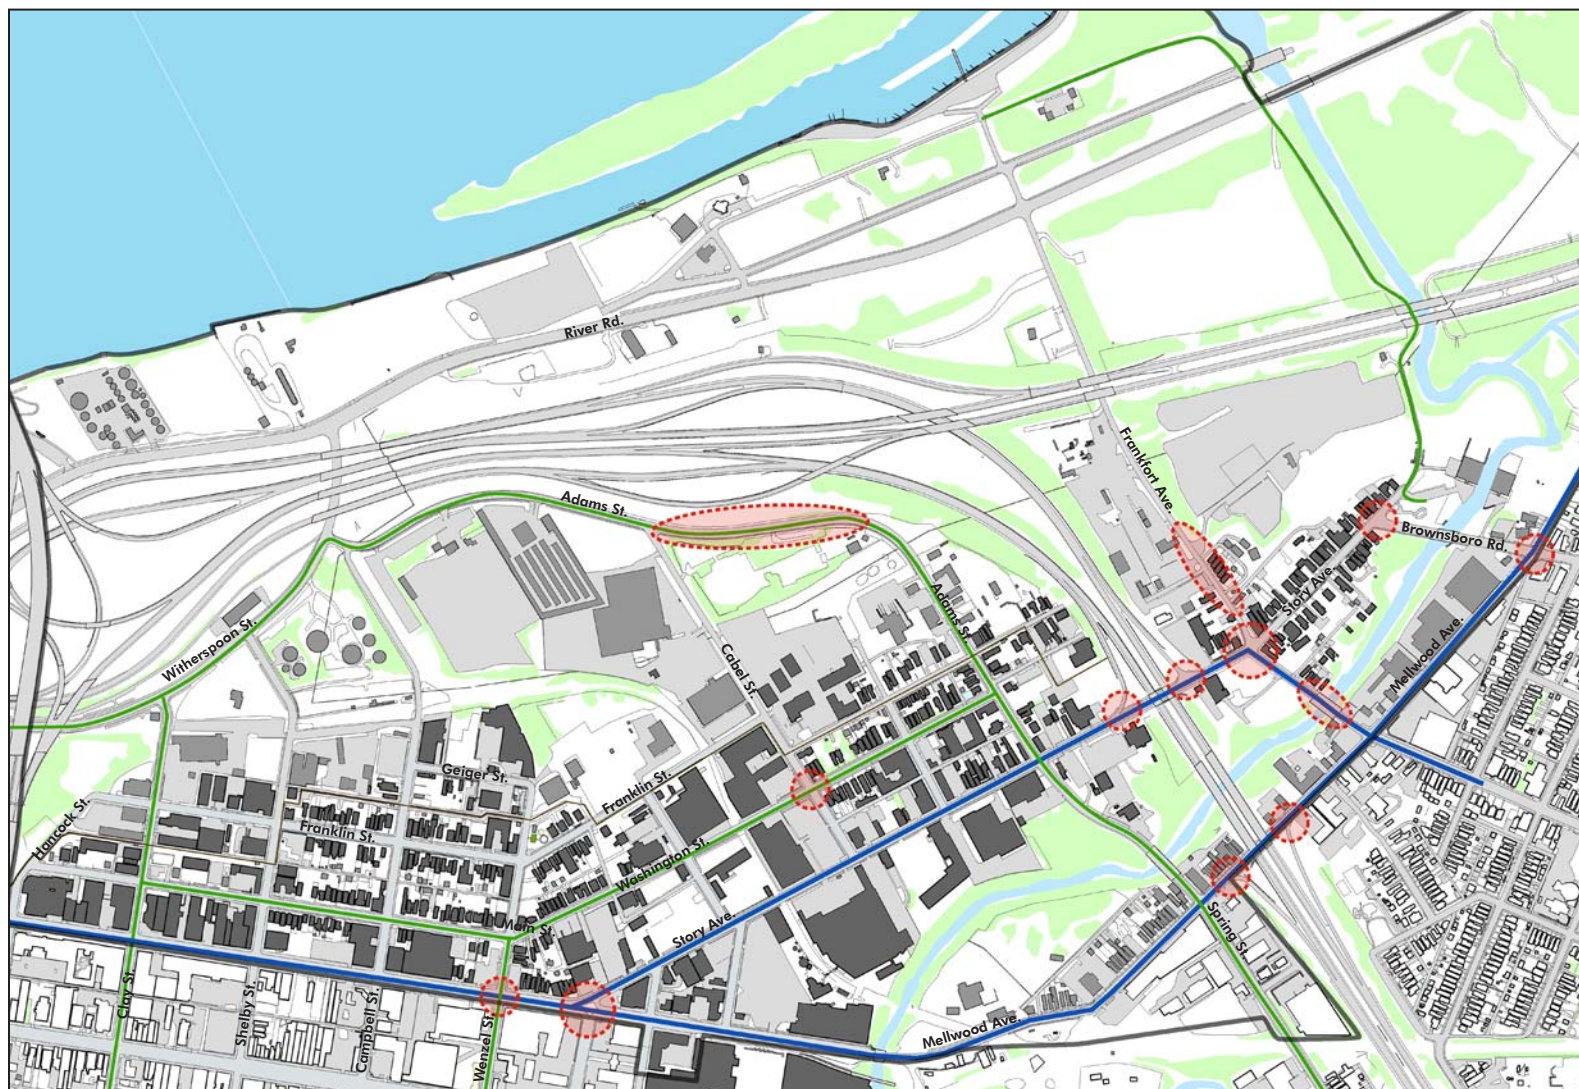 River Rd.
Frankfort Ave.
Adams St.
Brownsboro Rd.
Story Ave.
Adams St.
Witherspoon St.
Cabel St.
Mellwood Ave.
Geiger St.
Franklin St.
Hancock St.
Franklin St.
Washington St.
Main St.
Story Ave.
Spring St.
Clay St.
Shelby St.
Campbell St.
Wenzel St.
Mellwood Ave.